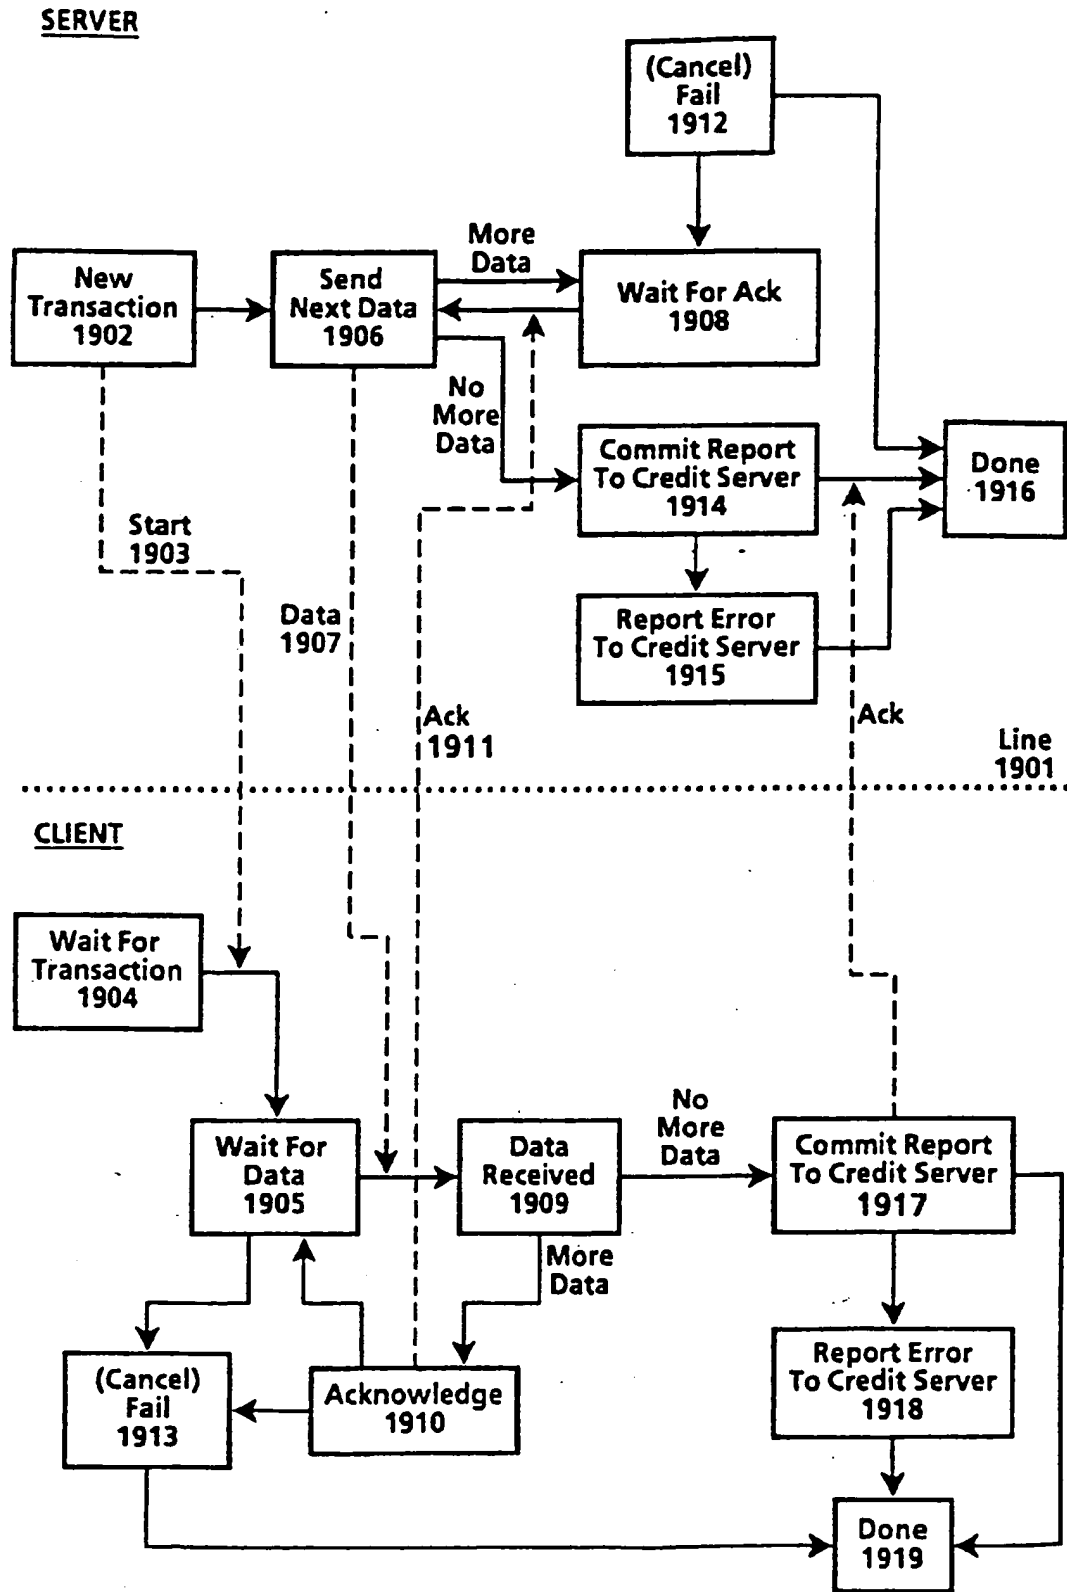 SERVER
(Cancel)
Fail
1912
New
Transaction
1902
Send
Next Data
1906
More
Data
Wait For Ack
1908
No
More
Data
Commit Report
To Credit Server
1914
Done
1916
Start
1903
Data
1907
Report Error
To Credit Server
1915
Ack
1911
Ack
Line
1901
CLIENT
Wait For
Transaction
1904
Wait For
Data
1905
Data
Received
1909
No
More
Data
Commit Report
To Credit Server
1917
More
Data
(Cancel)
Fail
1913
Acknowledge
1910
Report Error
To Credit Server
1918
Done
1919